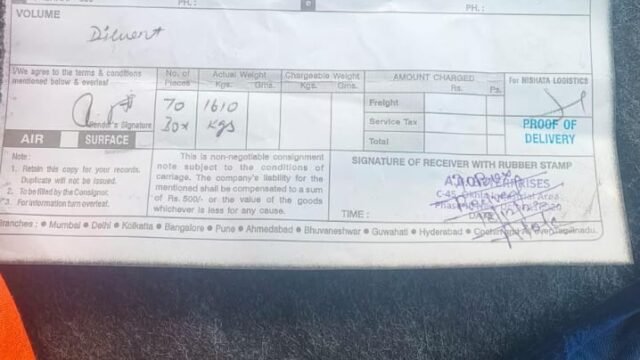 PH.:
PH.:
VOLUME
Diluent
I/We agree to the terms & conditions
mentioned below & overleaf
No. of
Pieces
Actual Weight
Kgs. Gms.
Chargeable Weight
Kgs. Gms.
AMOUNT CHARGED
Rs. Ps.
For NISHATA LOGISTICS
70
Box
1610
Kgs
Freight
Service Tax
Total
Sender's Signature
AIR SURFACE
PROOF OF
DELIVERY
Note:
1. Retain this copy for your records.
Duplicate will not be issued.
2. To be filled by the Consignor.
3. For information turn overleaf.
This is non-negotiable consignment
note subject to the conditions of
carriage. The company's liability for the
mentioned shall be compensated to a sum
of Rs. 500/- or the value of the goods
whichever is less for any cause.
SIGNATURE OF RECEIVER WITH RUBBER STAMP
TIME :
DATE
Branches : • Mumbai • Delhi • Kolkatta • Bangalore • Pune • Ahmedabad • Bhuvaneshwar • Guwahati • Hyderabad •